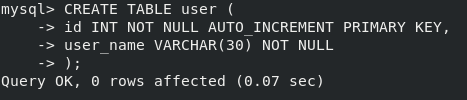 mysql> CREATE TABLE user (
    -> id INT NOT NULL AUTO_INCREMENT PRIMARY KEY,
    -> user_name VARCHAR(30) NOT NULL
    -> );
Query OK, 0 rows affected (0.07 sec)